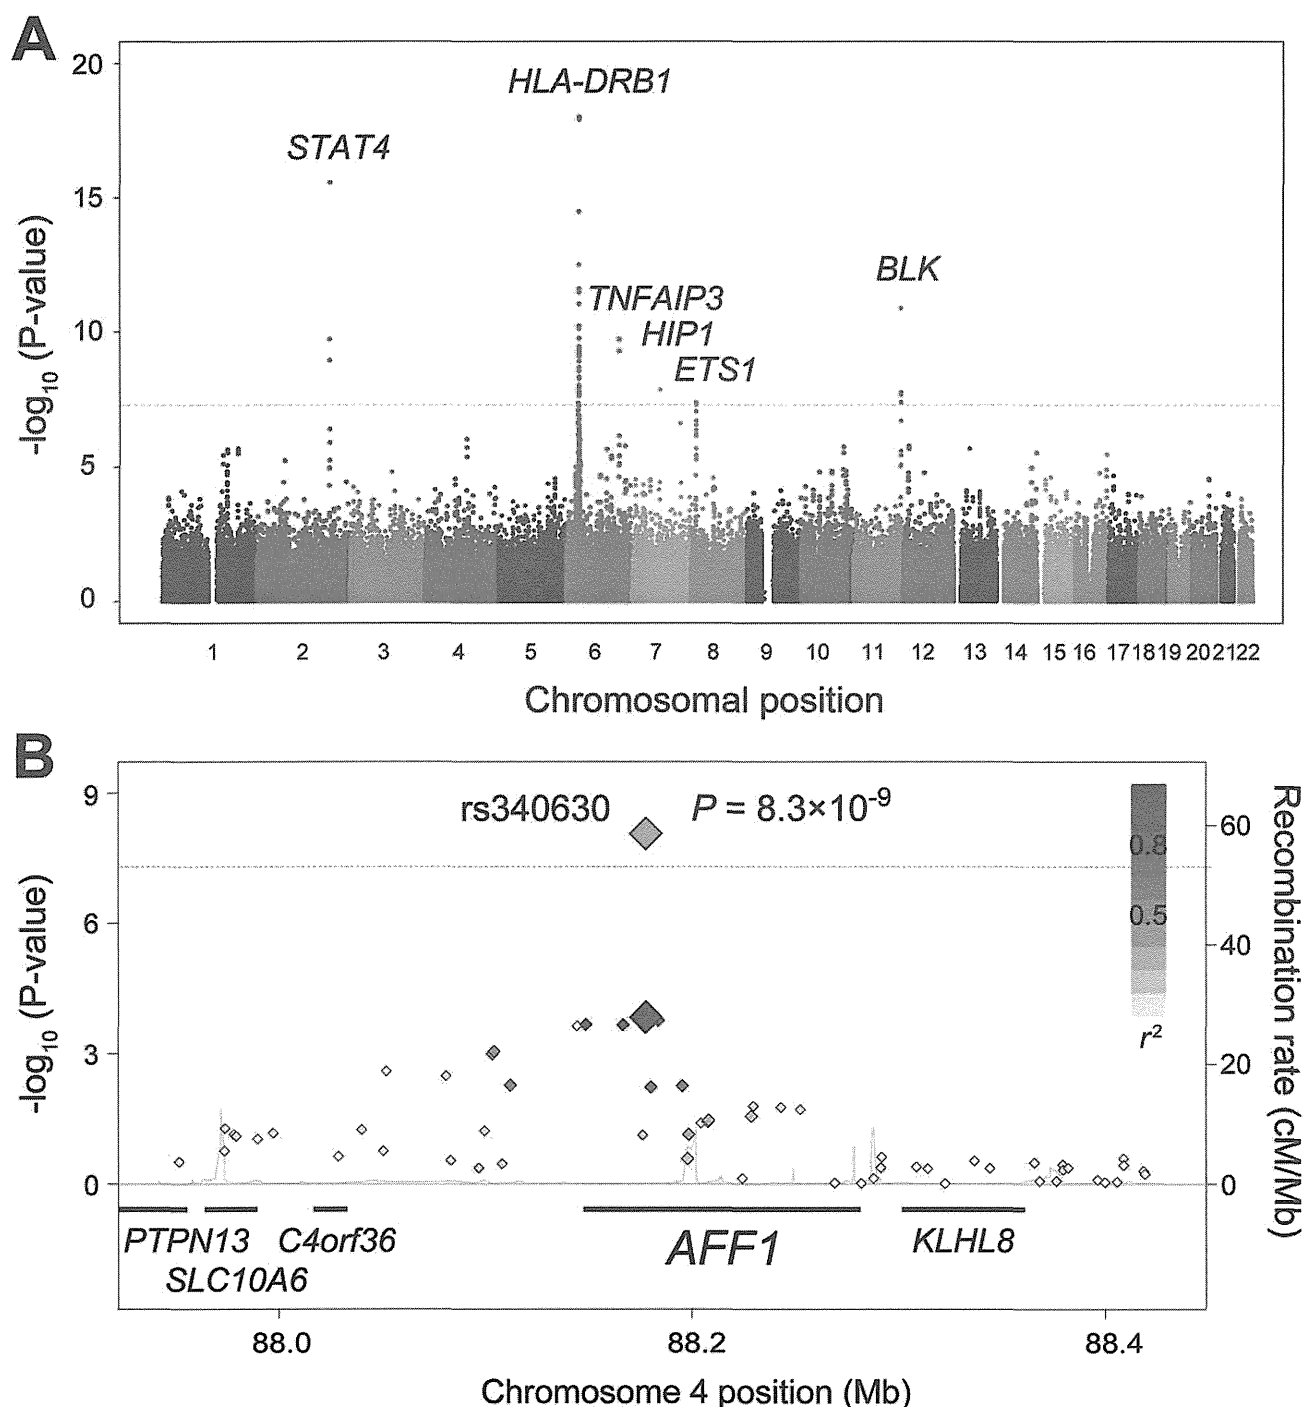 A
20
15
10
5
0
-log10 (P-value)
HLA-DRB1
STAT4
BLK
TNFAIP3
HIP1
ETS1
1 2 3 4 5 6 7 8 9 10 11 12 13 14 15 16 17 18 19 20 21 22
Chromosomal position
B
9
6
3
0
-log10 (P-value)
rs340630 P = 8.3×10-9
0.8
0.5
r2
60
40
20
0
Recombination rate (cM/Mb)
PTPN13 C4orf36 AFF1 KLHL8
SLC10A6
88.0 88.2 88.4
Chromosome 4 position (Mb)